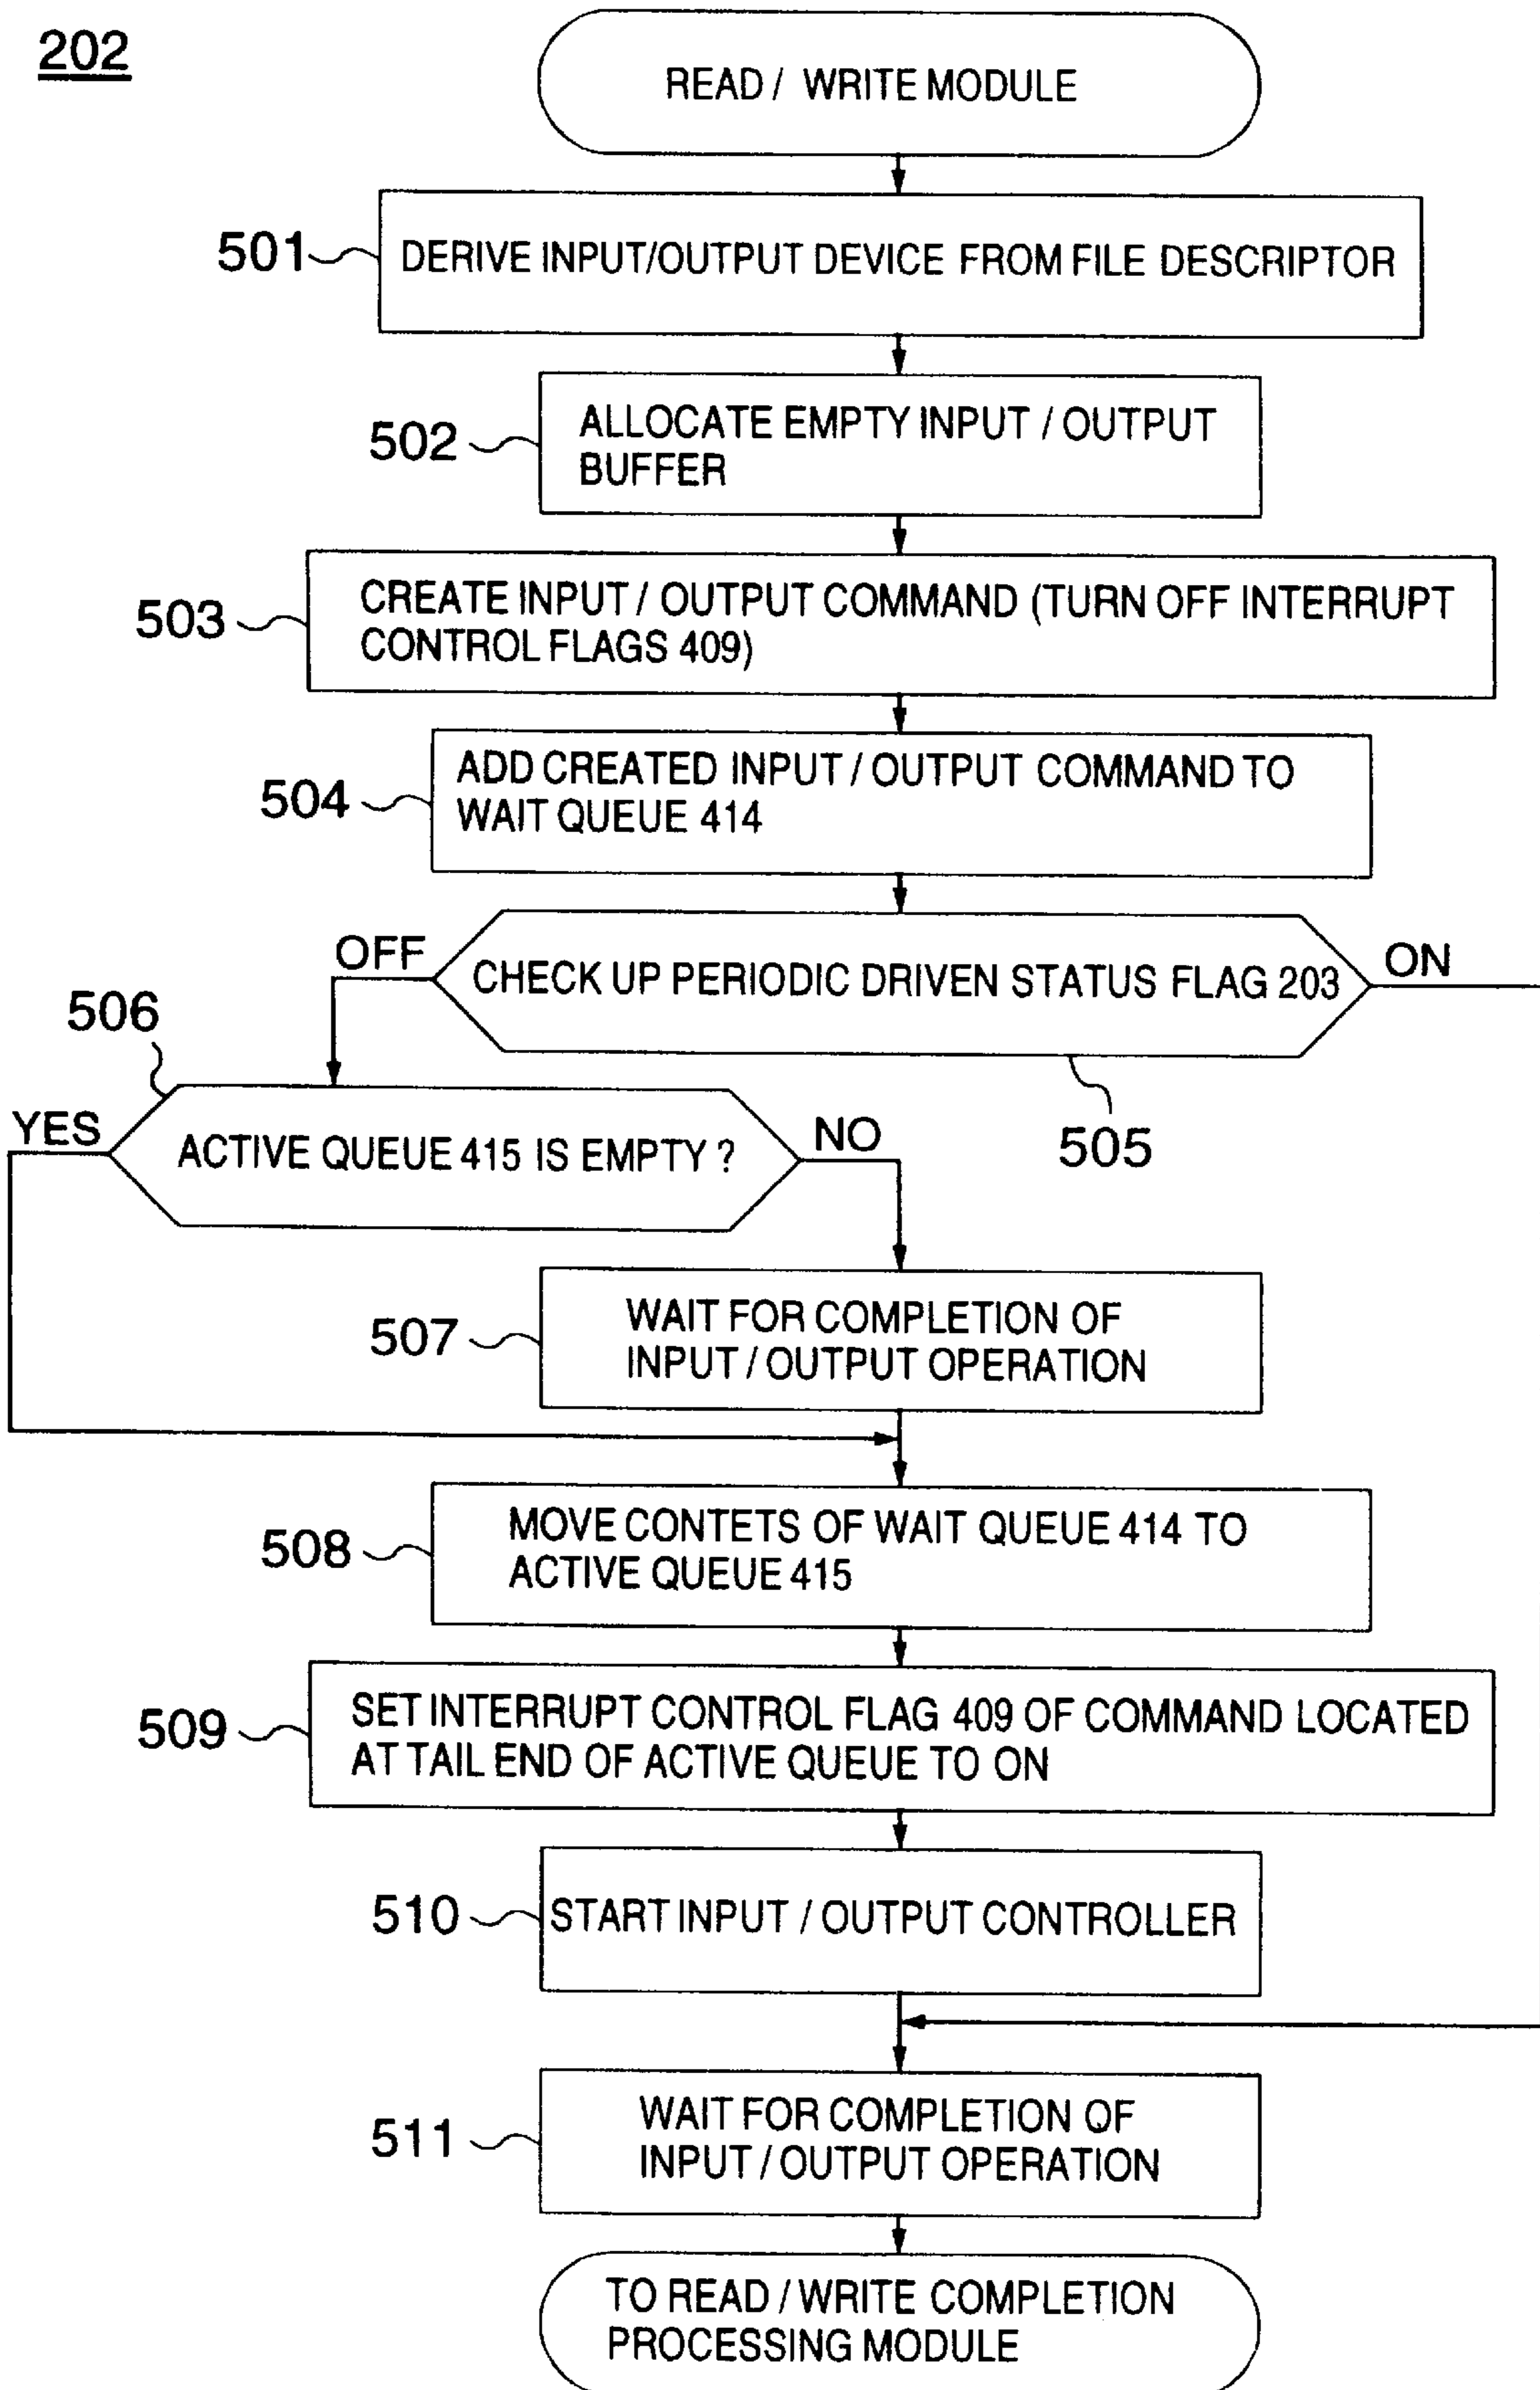 202
READ / WRITE MODULE
501
DERIVE INPUT/OUTPUT DEVICE FROM FILE DESCRIPTOR
502
ALLOCATE EMPTY INPUT / OUTPUT
BUFFER
503
CREATE INPUT / OUTPUT COMMAND (TURN OFF INTERRUPT
CONTROL FLAGS 409)
504
ADD CREATED INPUT / OUTPUT COMMAND TO
WAIT QUEUE 414
OFF
CHECK UP PERIODIC DRIVEN STATUS FLAG 203
ON
506
505
YES
ACTIVE QUEUE 415 IS EMPTY ?
NO
507
WAIT FOR COMPLETION OF
INPUT / OUTPUT OPERATION
508
MOVE CONTETS OF WAIT QUEUE 414 TO
ACTIVE QUEUE 415
509
SET INTERRUPT CONTROL FLAG 409 OF COMMAND LOCATED
AT TAIL END OF ACTIVE QUEUE TO ON
510
START INPUT / OUTPUT CONTROLLER
511
WAIT FOR COMPLETION OF
INPUT / OUTPUT OPERATION
TO READ / WRITE COMPLETION
PROCESSING MODULE